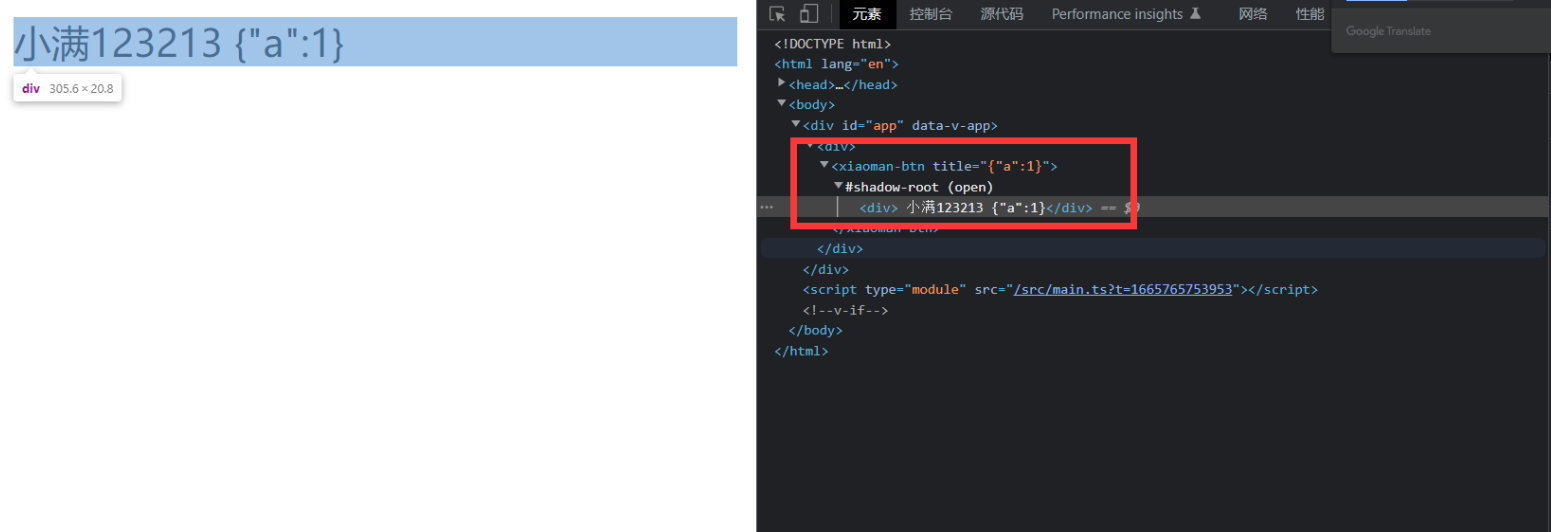 小满123213 {"a":1}
div 305.6 × 20.8
元素 控制台 源代码 Performance insights 网络 性能
Google Translate
<!DOCTYPE html>
<html lang="en">
<head>…</head>
<body>
<div id="app" data-v-app>
<div>
<xiaoman-btn title="{"a":1}">
#shadow-root (open)
<div> 小满123213 {"a":1}</div> == $0
</xiaoman-btn>
</div>
</div>
<script type="module" src="/src/main.ts?t=1665765753953"></script>
<!--v-if-->
</body>
</html>